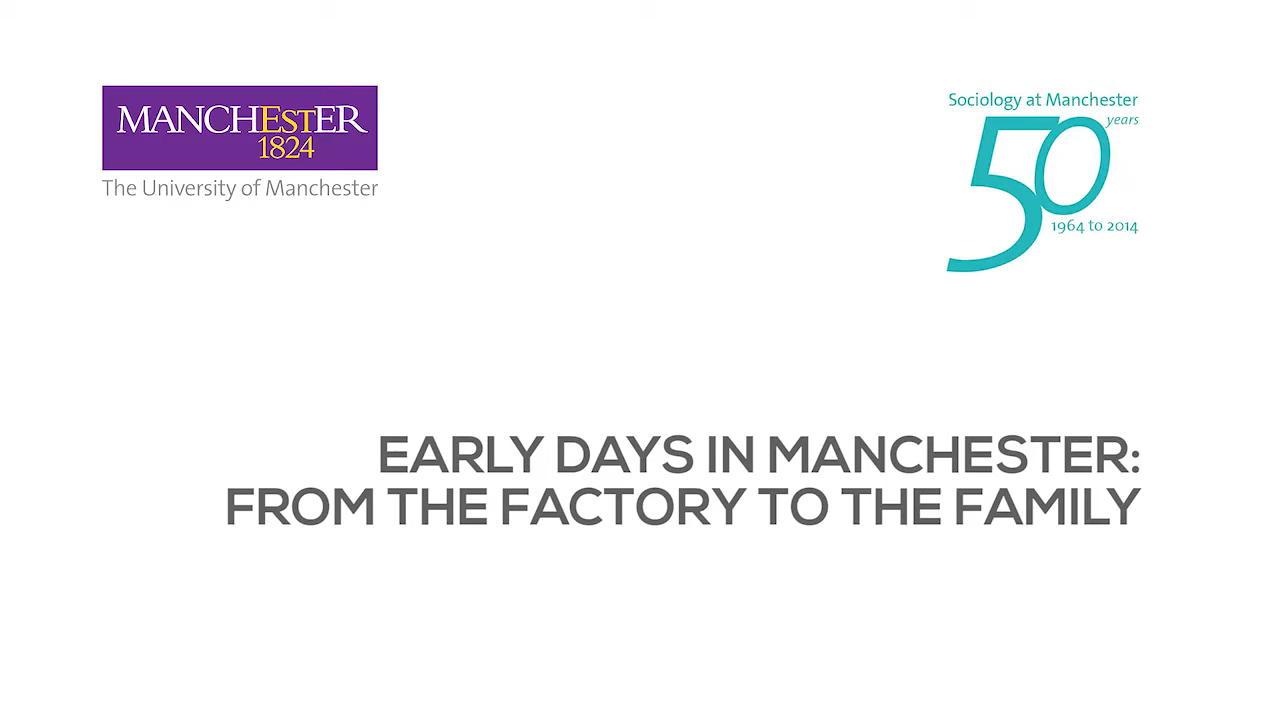 MANCHESTER
1824
The University of Manchester
Sociology at Manchester
50 years
1964 to 2014
EARLY DAYS IN MANCHESTER:
FROM THE FACTORY TO THE FAMILY